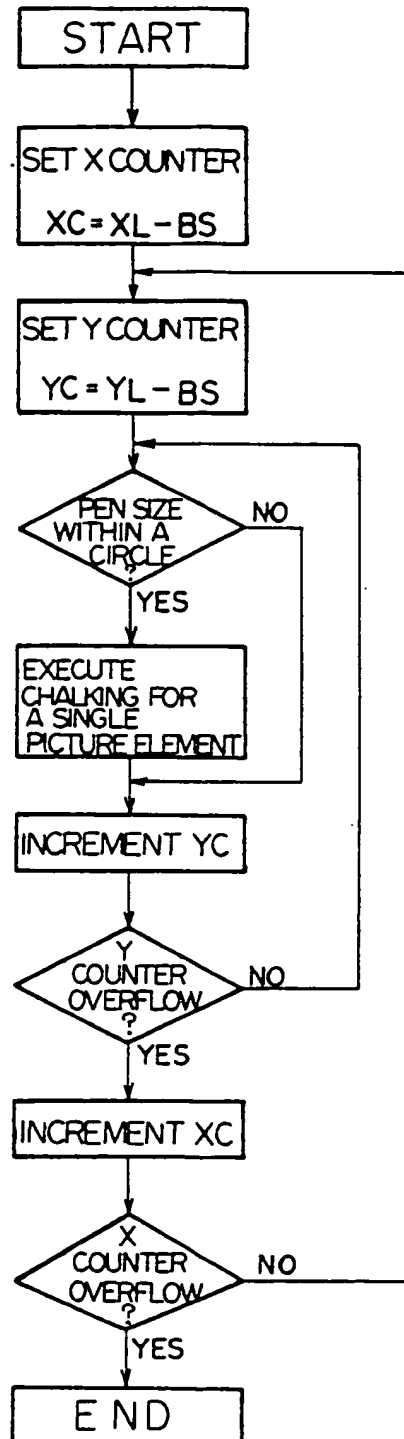 START
SET X COUNTER
XC=XL-BS
SET Y COUNTER
YC=YL-BS
PEN SIZE
WITHIN A
CIRCLE
?
NO
YES
EXECUTE
CHALKING FOR
A SINGLE
PICTURE ELEMENT
INCREMENT YC
Y
COUNTER
OVERFLOW
?
NO
YES
INCREMENT XC
X
COUNTER
OVERFLOW
?
NO
YES
END